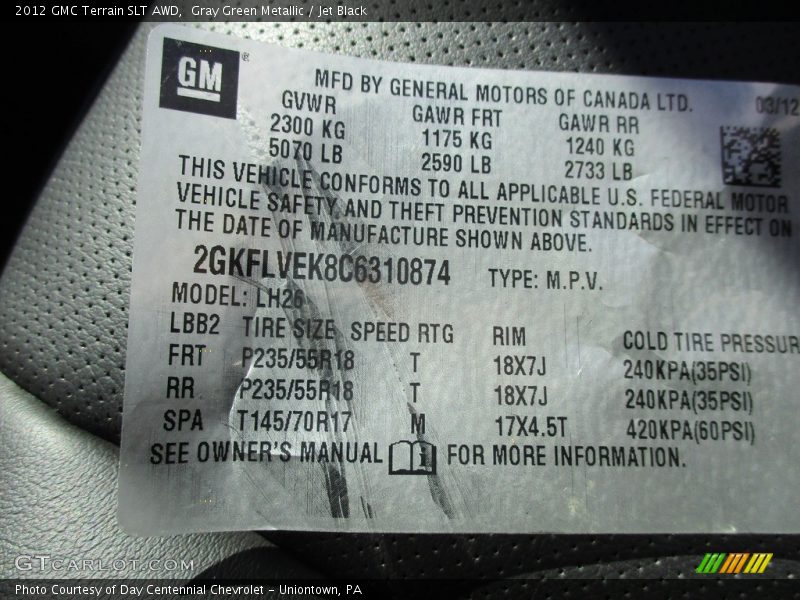 2012 GMC Terrain SLT AWD,  Gray Green Metallic / Jet Black
GM ®
MFD BY GENERAL MOTORS OF CANADA LTD. 03/12
GVWR GAWR FRT GAWR RR
2300 KG 1175 KG 1240 KG
5070 LB 2590 LB 2733 LB
THIS VEHICLE CONFORMS TO ALL APPLICABLE U.S. FEDERAL MOTOR
VEHICLE SAFETY AND THEFT PREVENTION STANDARDS IN EFFECT ON
THE DATE OF MANUFACTURE SHOWN ABOVE.
2GKFLVEK8C6310874 TYPE: M.P.V.
MODEL: LH26
LBB2 TIRE SIZE SPEED RTG RIM COLD TIRE PRESSUR
FRT P235/55R18 T 18X7J 240KPA(35PSI)
RR P235/55R18 T 18X7J 240KPA(35PSI)
SPA T145/70R17 M 17X4.5T 420KPA(60PSI)
SEE OWNER'S MANUAL FOR MORE INFORMATION.
GTcarlot.com
Photo Courtesy of Day Centennial Chevrolet - Uniontown, PA